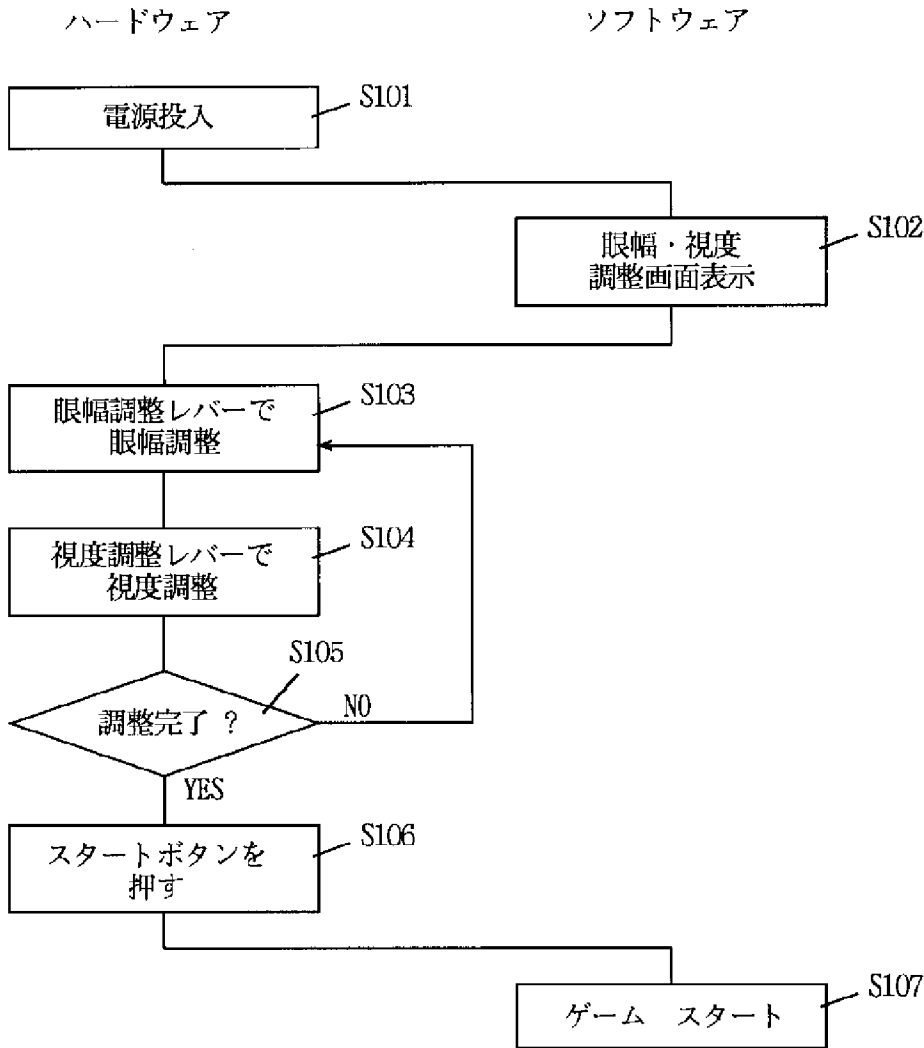 ハードウェア
ソフトウェア
電源投入
S101
眼幅・視度
調整画面表示
S102
眼幅調整レバーで
眼幅調整
S103
視度調整レバーで
視度調整
S104
調整完了 ?
S105
NO
YES
スタートボタンを
押す
S106
ゲーム スタート
S107